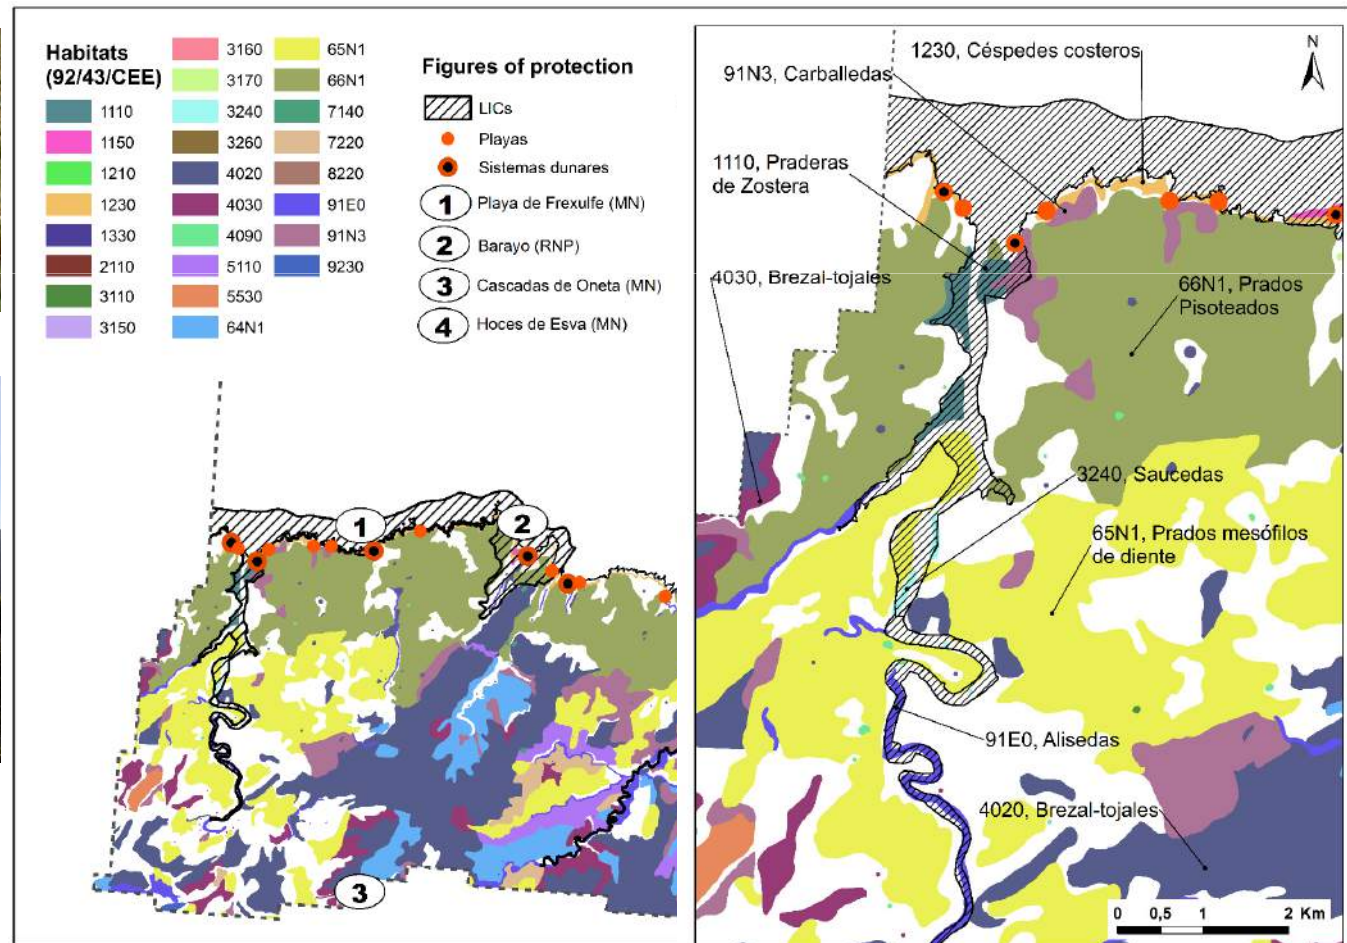 Habitats
(92/43/CEE)
1110
1150
1210
1230
1330
2110
3110
3150
3160
3170
3240
3260
4020
4030
4090
5110
5530
64N1
65N1
66N1
7140
7220
8220
91E0
91N3
9230
Figures of protection
LICs
Playas
Sistemas dunares
1 Playa de Frexulfe (MN)
2 Barayo (RNP)
3 Cascadas de Oneta (MN)
4 Hoces de Esva (MN)
1
2
3
N
1230, Céspedes costeros
91N3, Carballedas
1110, Praderas
de Zostera
4030, Brezal-tojales
66N1, Prados
Pisoteados
3240, Saucedas
65N1, Prados mesófilos
de diente
91E0, Alisedas
4020, Brezal-tojales
0 0,5 1 2 Km